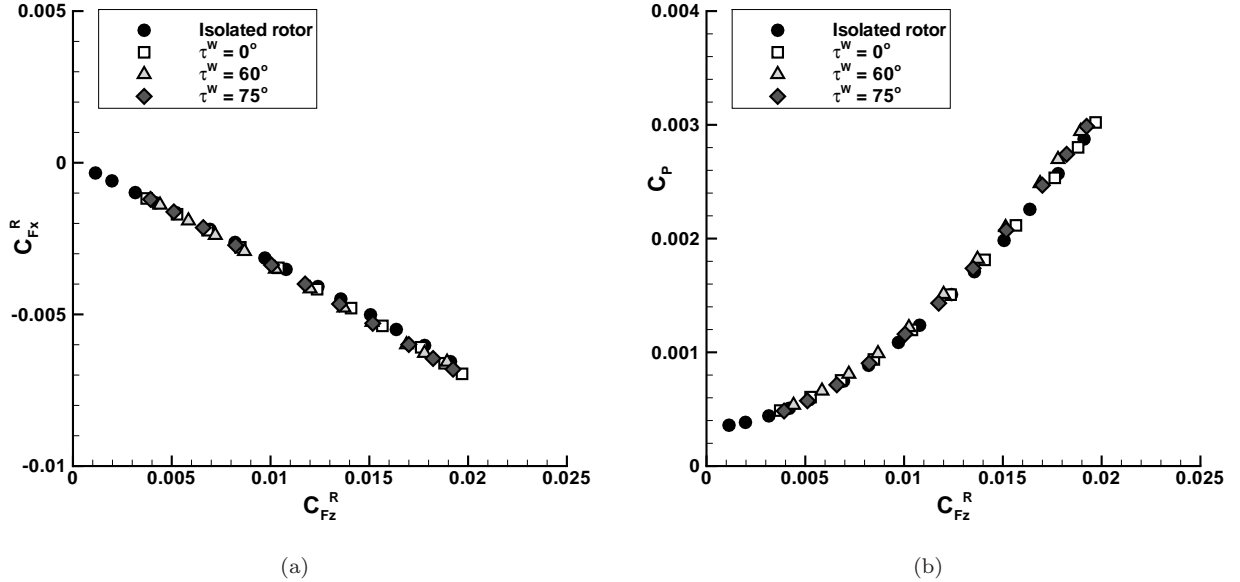 0.005
0
-0.005
-0.01
C_Fx^R
Isolated rotor
τ^W = 0°
τ^W = 60°
τ^W = 75°
0 0.005 0.01 0.015 0.02 0.025
C_Fz^R
(a)
0.004
0.003
0.002
0.001
0
C_P
Isolated rotor
τ^W = 0°
τ^W = 60°
τ^W = 75°
0 0.005 0.01 0.015 0.02 0.025
C_Fz^R
(b)